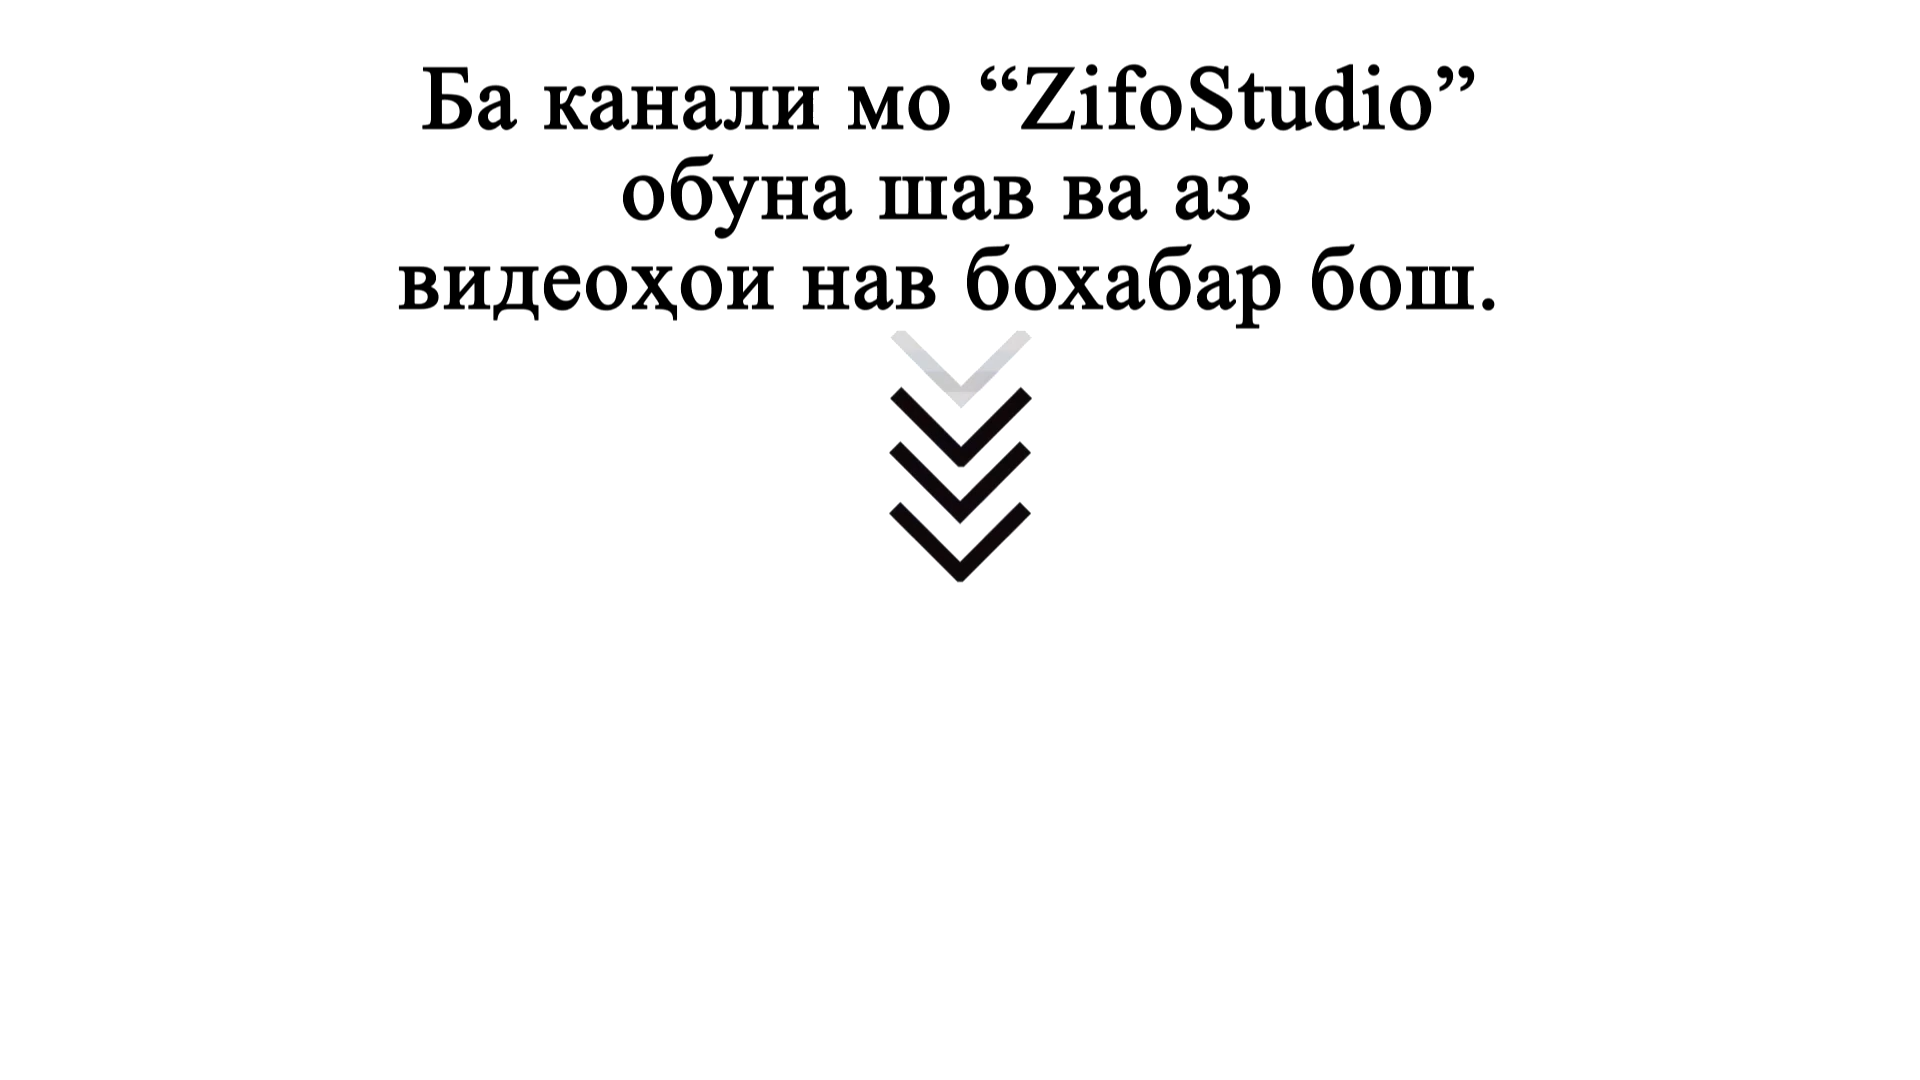 Ба канали мо “ZifoStudio”
обуна шав ва аз
видеоҳои нав бохабар бош.